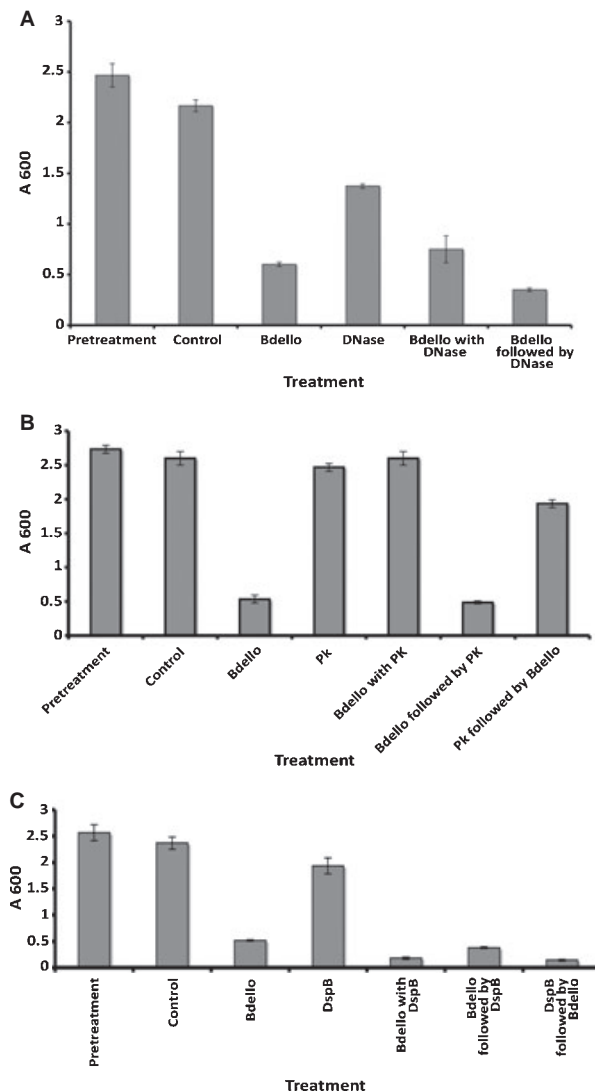 A
3
2.5
2
1.5
1
0.5
0
A 600
Pretreatment
Control
Bdello
DNase
Bdello with
DNase
Bdello
followed by
DNase
Treatment
B
3
2.5
2
1.5
1
0.5
0
A 600
Pretreatment
Control
Bdello
Pk
Bdello with PK
Bdello followed by PK
Pk followed by Bdello
Treatment
C
3
2.5
2
1.5
1
0.5
0
A 600
Pretreatment
Control
Bdello
DspB
Bdello with
DspB
Bdello
followed by
DspB
DspB
followed by
Bdello
Treatment